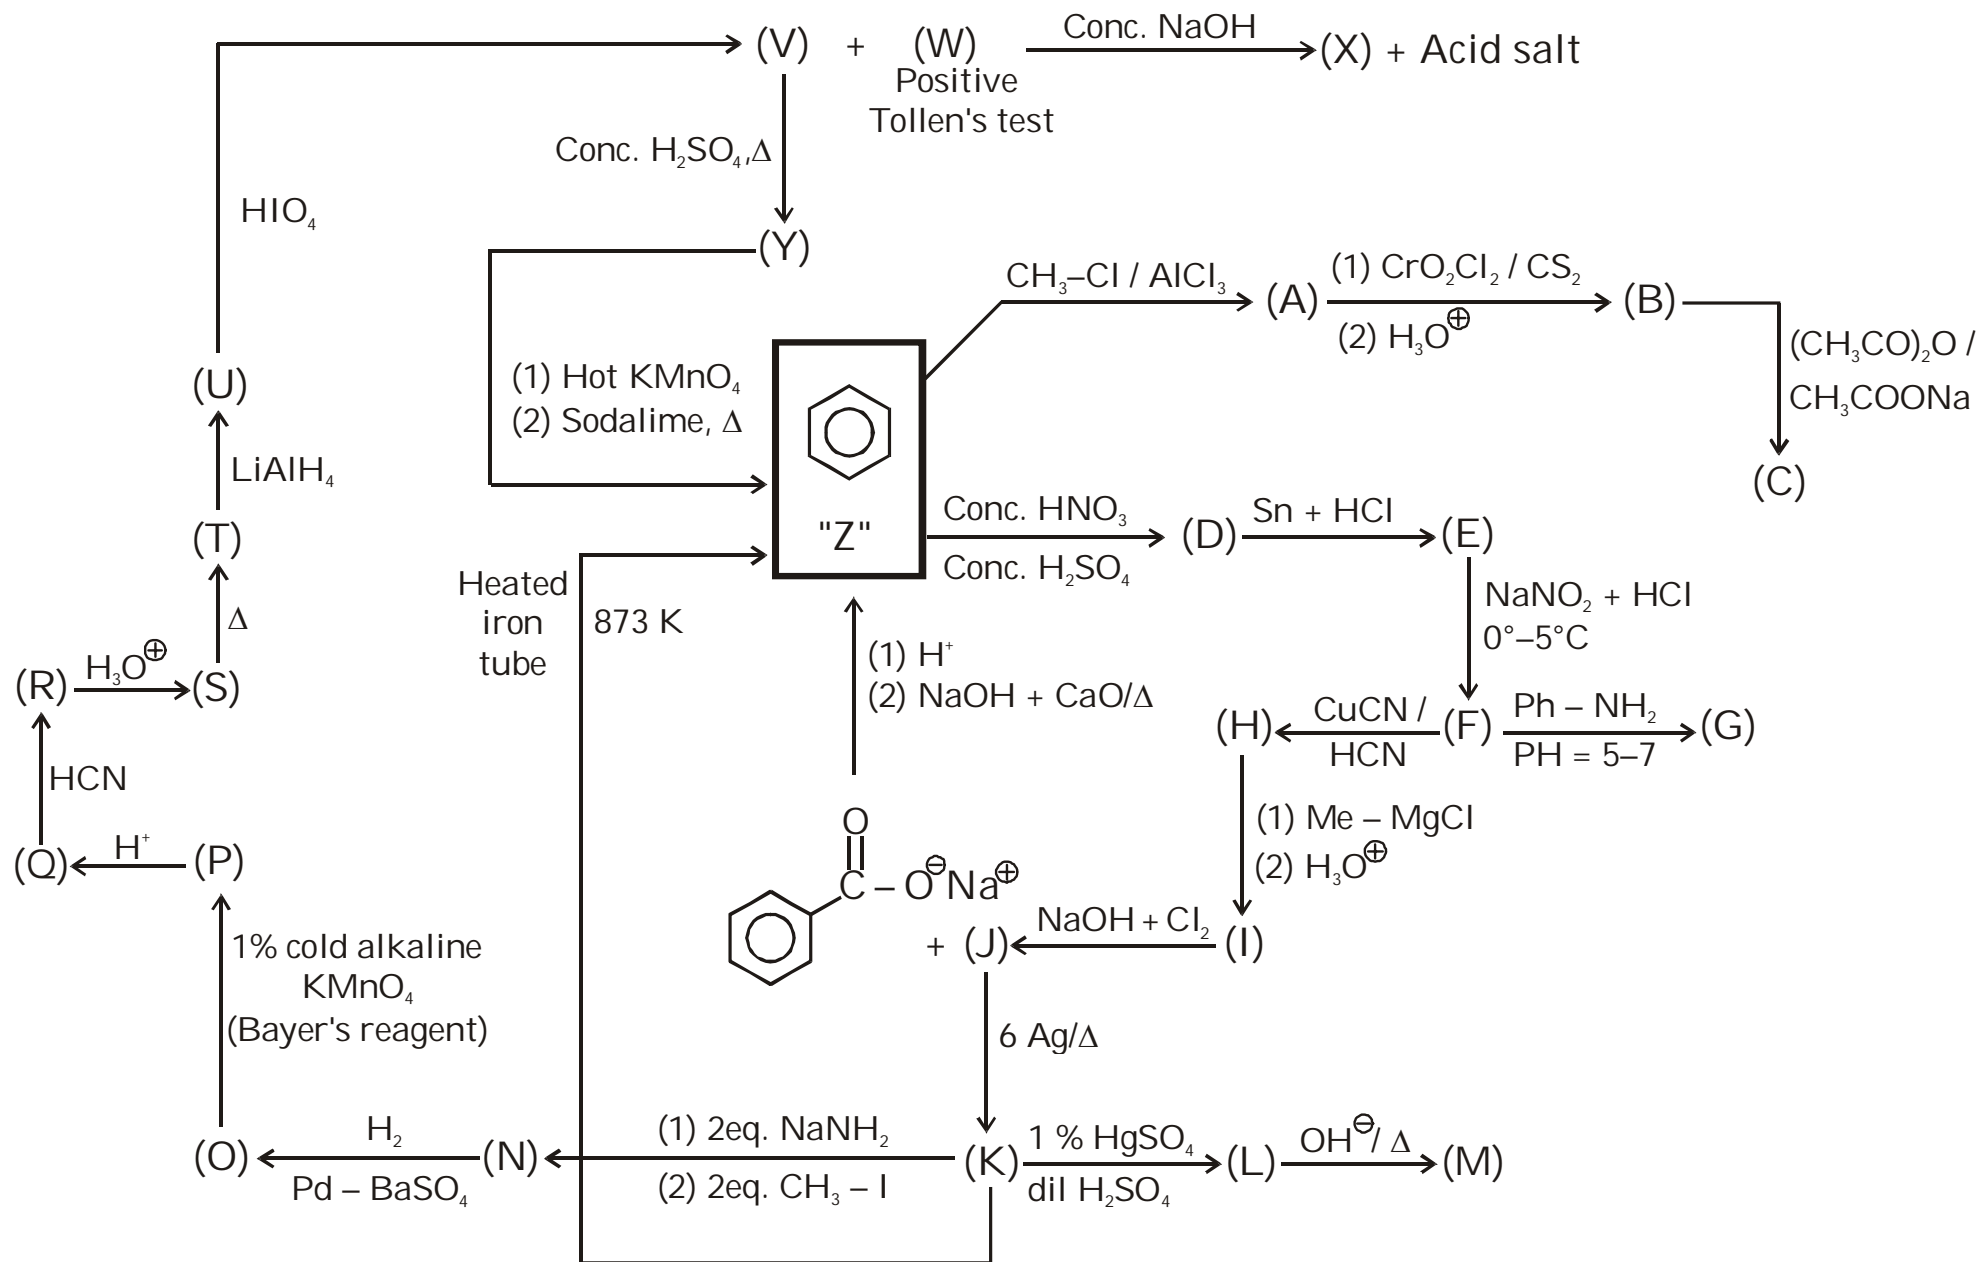 (V) + (W) Conc. NaOH (X) + Acid salt
Positive
Tollen's test
Conc. H₂SO₄,Δ
HIO₄
(Y)
CH₃–Cl / AlCl₃ (A) (1) CrO₂Cl₂ / CS₂ (B)
(2) H₃O⊕
(CH₃CO)₂O /
CH₃COONa
(C)
(U)
(1) Hot KMnO₄
(2) Sodalime, Δ
LiAlH₄
"Z"
Conc. HNO₃ (D) Sn + HCl (E)
Conc. H₂SO₄
(T)
Heated
iron
tube
873 K
NaNO₂ + HCl
0°–5°C
Δ
(1) H⁺
(2) NaOH + CaO/Δ
(R) H₃O⊕ (S)
(H) CuCN / (F) Ph – NH₂ (G)
HCN PH = 5–7
HCN
(1) Me – MgCl
(2) H₃O⊕
O
(Q) H⁺ (P)
C – O⊖Na⊕
+ (J) NaOH + Cl₂ (I)
1% cold alkaline
KMnO₄
(Bayer's reagent)
6 Ag/Δ
(O) H₂ (N) (1) 2eq. NaNH₂ (K) 1 % HgSO₄ (L) OH⊖/ Δ (M)
Pd – BaSO₄ (2) 2eq. CH₃ – I dil H₂SO₄